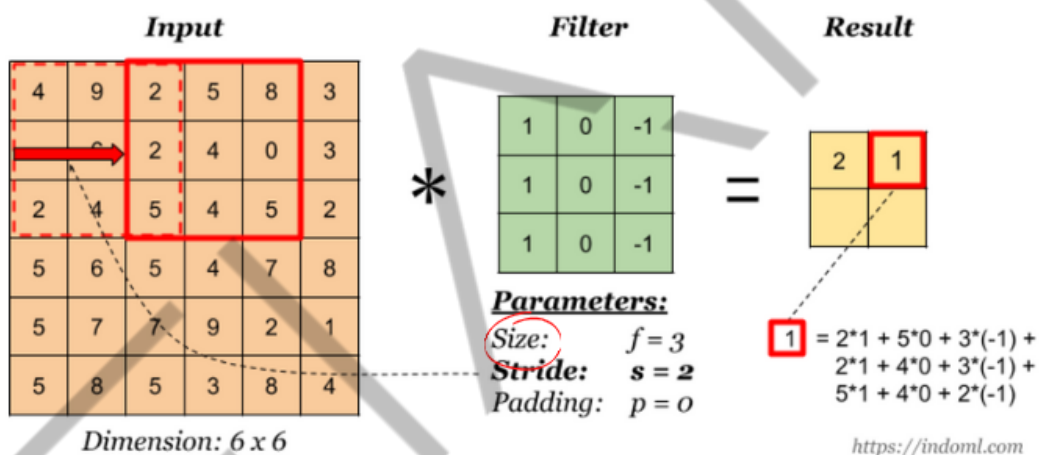 Input Filter Result
4 9 2 5 8 3
2 4 0 3
2 4 5 4 5 2
5 6 5 4 7 8
5 7 7 9 2 1
5 8 5 3 8 4
Dimension: 6 x 6
*
1 0 -1
1 0 -1
1 0 -1
Parameters:
Size: f = 3
Stride: s = 2
Padding: p = 0
=
2 1
1 = 2*1 + 5*0 + 3*(-1) +
2*1 + 4*0 + 3*(-1) +
5*1 + 4*0 + 2*(-1)
https://indoml.com